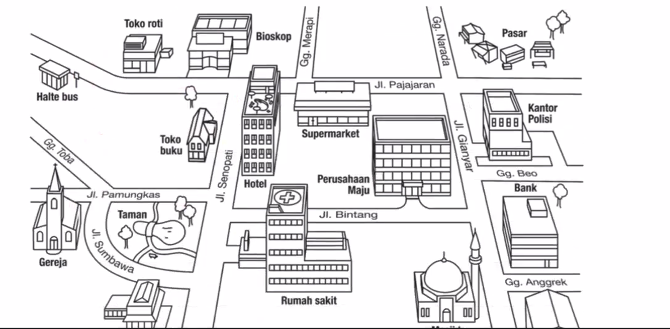 Toko roti
Bioskop
Gg. Merapi
Gg. Narada
Pasar
Halte bus
Jl. Pajajaran
Kantor
Polisi
Toko
buku
Supermarket
Gg. Toba
Jl. Senopati
Jl. Gianyar
Hotel
Perusahaan
Maju
Gg. Beo
Jl. Pamungkas
Taman
Jl. Bintang
Bank
Gereja
Jl. Sumbawa
Rumah sakit
Gg. Anggrek